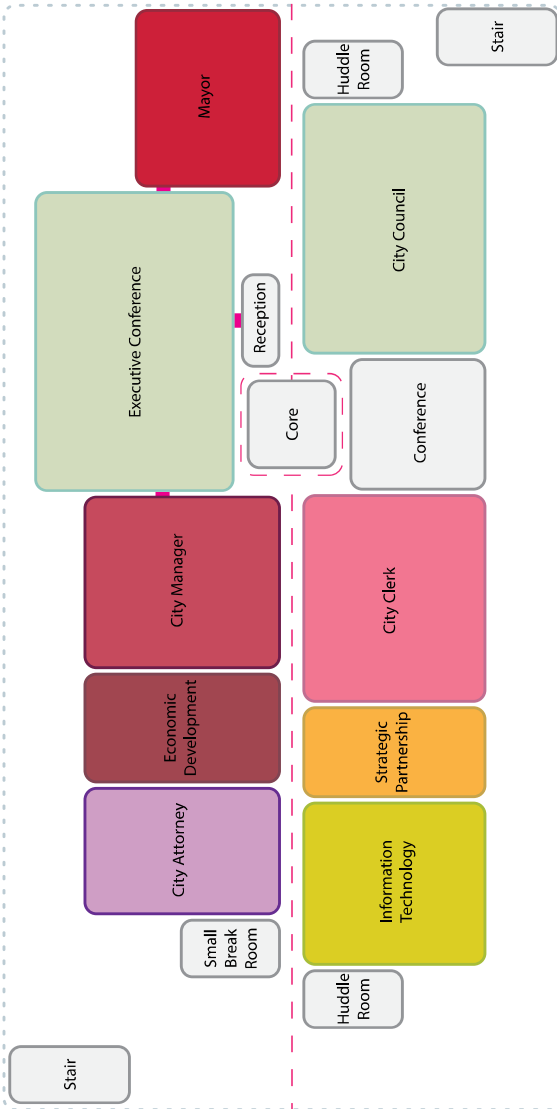 Mayor
Huddle
Room
Stair
City Council
Executive Conference
Reception
Core
Conference
City Manager
City Clerk
Economic
Development
Strategic
Partnership
City Attorney
Information
Technology
Small
Break
Room
Huddle
Room
Stair